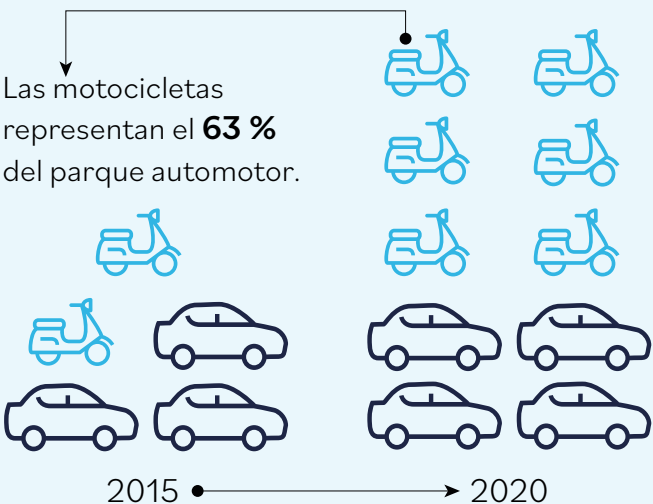 Las motocicletas
representan el 63 %
del parque automotor.
2015
2020